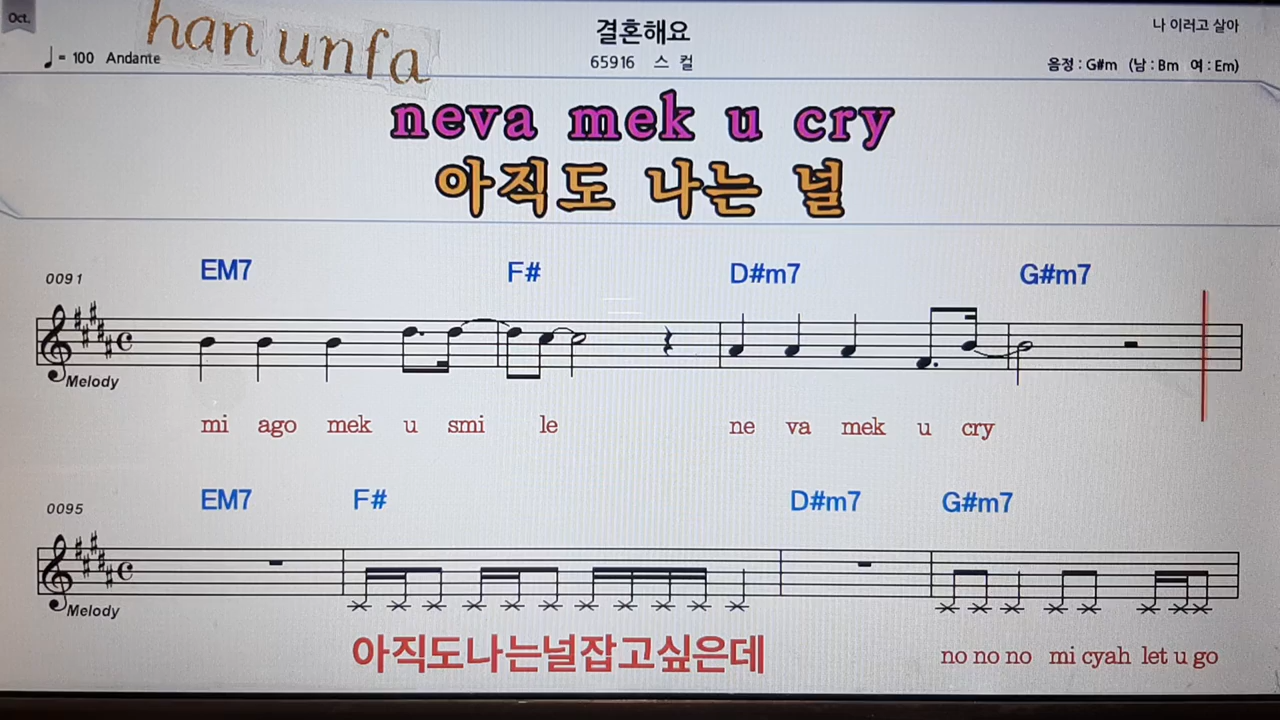 Oct.
han unfa
결혼해요
나 이러고 살아
♩= 100 Andante
65916 스 컬
음정 : G#m (남 : Bm 여 : Em)
neva mek u cry
아직도 나는 널
0091
EM7 F# D#m7 G#m7
Melody
mi ago mek u smi le ne va mek u cry
0095
EM7 F# D#m7 G#m7
Melody
아직도나는널잡고싶은데 no no no mi cyah let u go